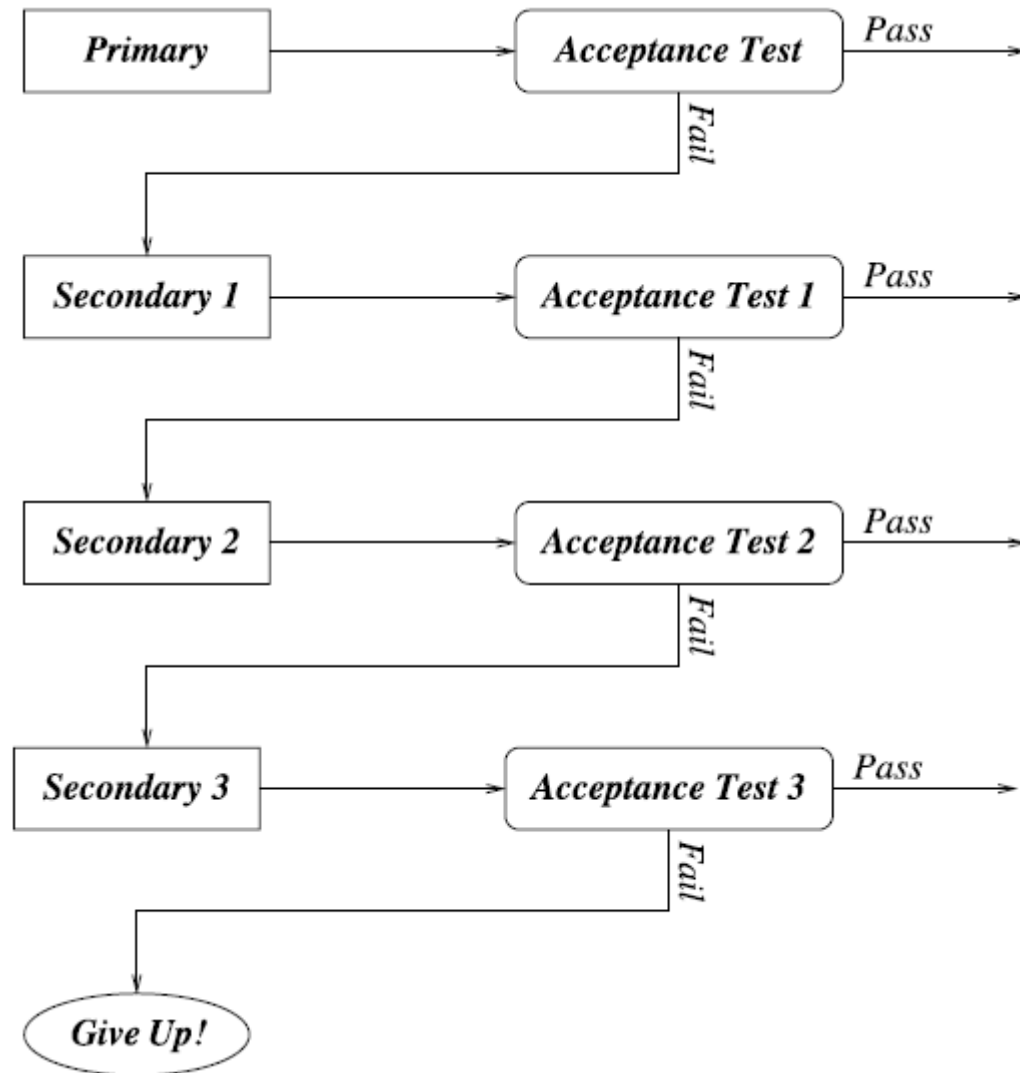 Primary
Acceptance Test
Pass
Fail
Secondary 1
Acceptance Test 1
Pass
Fail
Secondary 2
Acceptance Test 2
Pass
Fail
Secondary 3
Acceptance Test 3
Pass
Fail
Give Up!